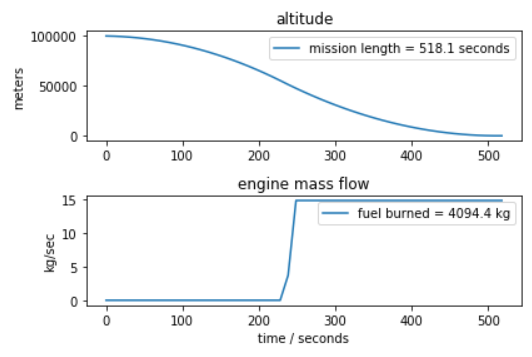 altitude
mission length = 518.1 seconds
100000
50000
0
meters
0 100 200 300 400 500
engine mass flow
fuel burned = 4094.4 kg
15
10
5
0
kg/sec
0 100 200 300 400 500
time / seconds